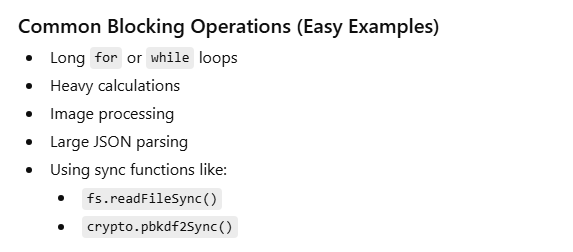 Common Blocking Operations (Easy Examples)
Long for or while loops
Heavy calculations
Image processing
Large JSON parsing
Using sync functions like:
fs.readFileSync()
crypto.pbkdf2Sync()